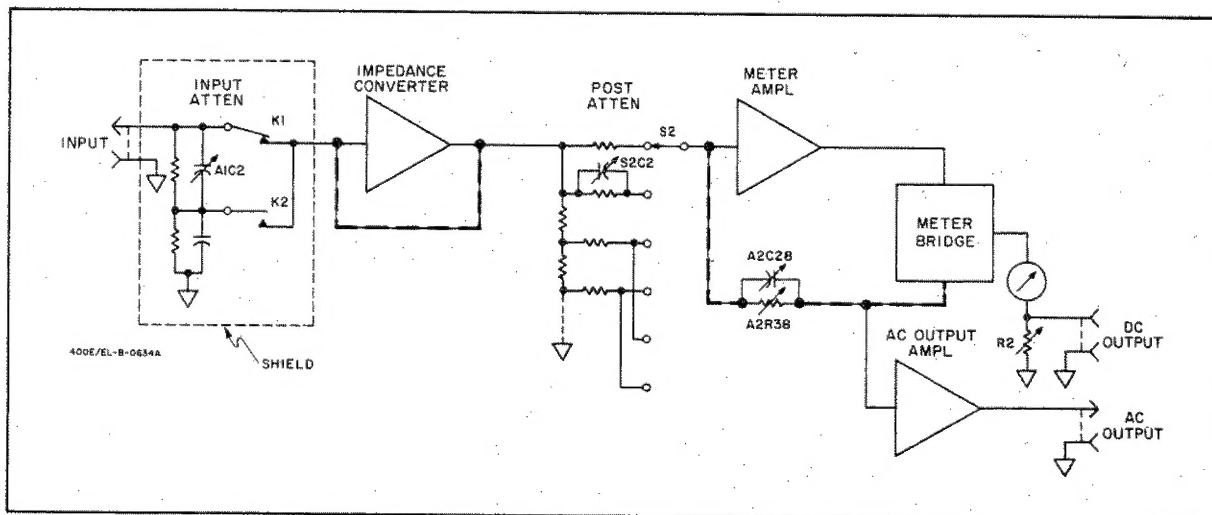 INPUT
ATTEN
IMPEDANCE
CONVERTER
POST
ATTEN
METER
AMPL
K1
S2
INPUT
A1C2
S2C2
K2
METER
BRIDGE
A2C28
A2R38
AC OUTPUT
AMPL
R2
DC
OUTPUT
400E/EL-B-0634A
SHIELD
AC
OUTPUT